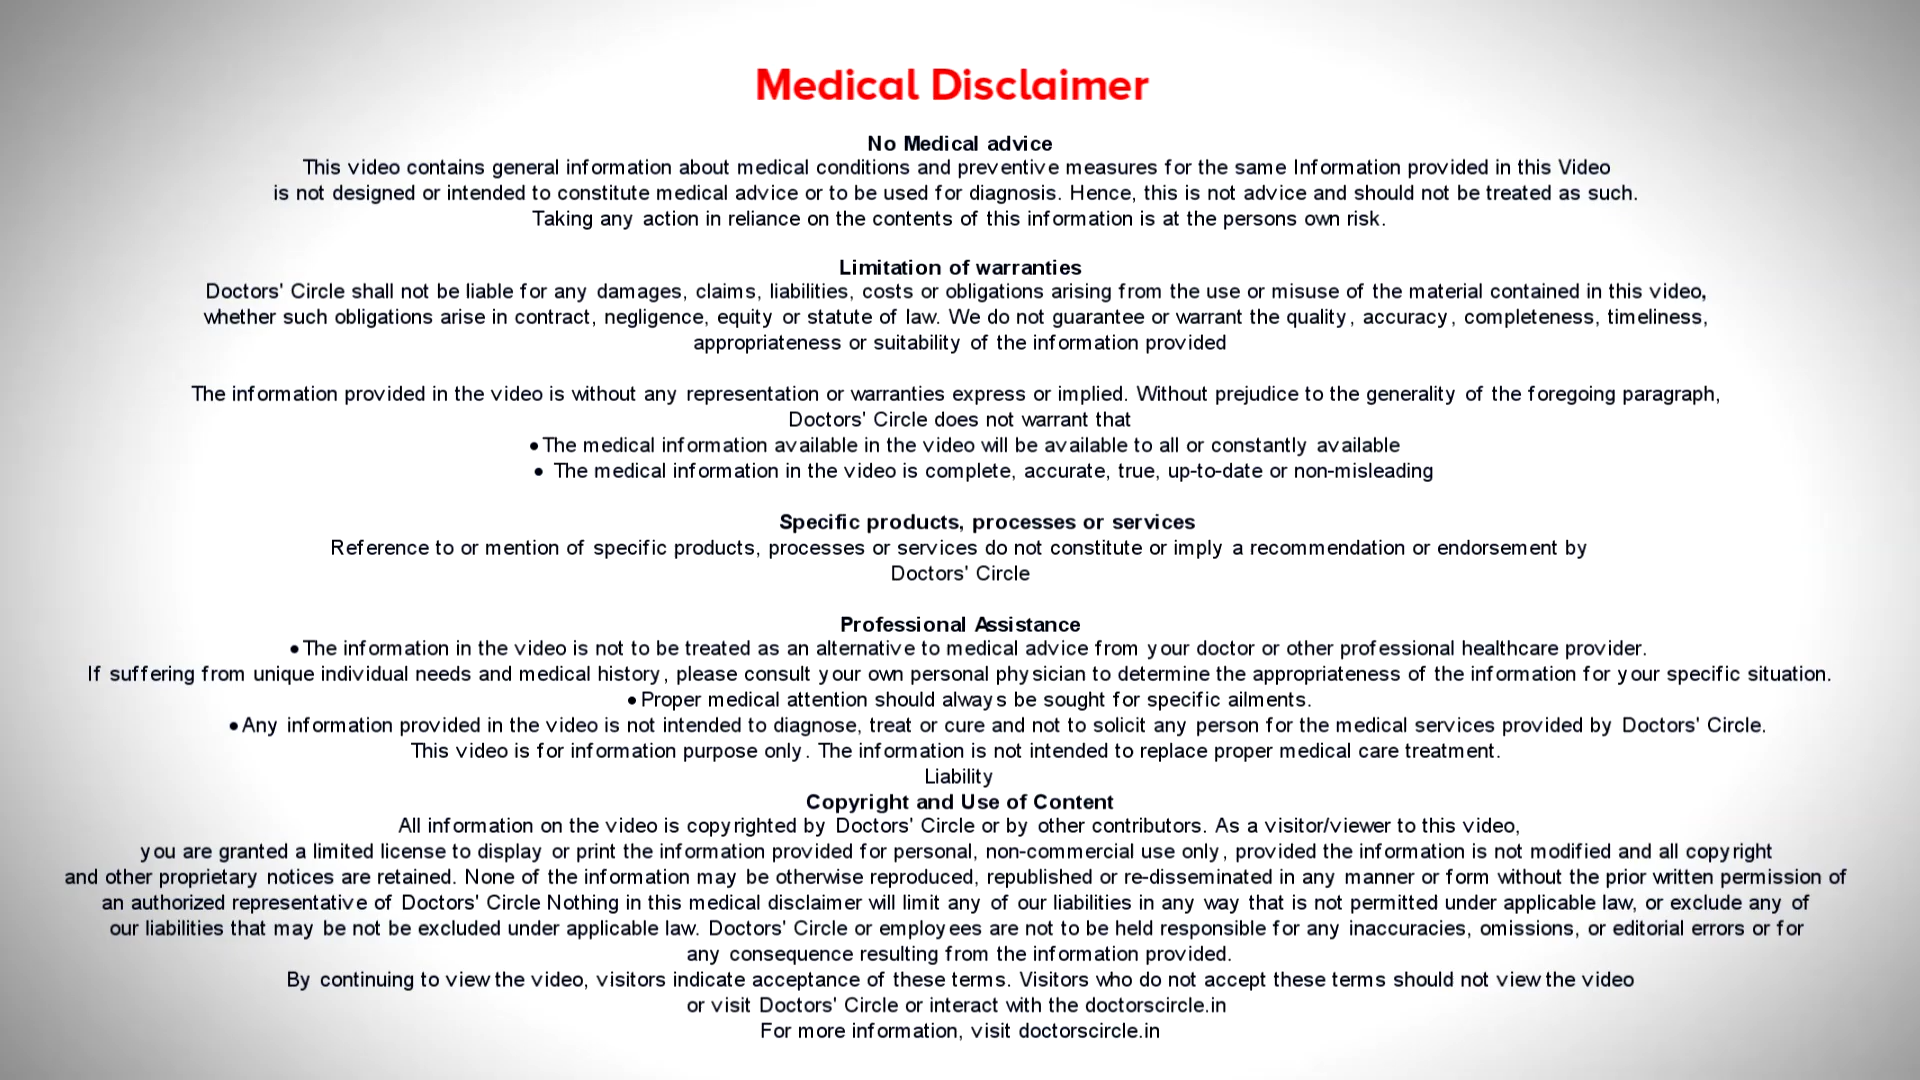 Medical Disclaimer
No Medical advice
This video contains general information about medical conditions and preventive measures for the same Information provided in this Video
is not designed or intended to constitute medical advice or to be used for diagnosis. Hence, this is not advice and should not be treated as such.
Taking any action in reliance on the contents of this information is at the persons own risk.
Limitation of warranties
Doctors' Circle shall not be liable for any damages, claims, liabilities, costs or obligations arising from the use or misuse of the material contained in this video,
whether such obligations arise in contract, negligence, equity or statute of law. We do not guarantee or warrant the quality, accuracy, completeness, timeliness,
appropriateness or suitability of the information provided
The information provided in the video is without any representation or warranties express or implied. Without prejudice to the generality of the foregoing paragraph,
Doctors' Circle does not warrant that
• The medical information available in the video will be available to all or constantly available
• The medical information in the video is complete, accurate, true, up-to-date or non-misleading
Specific products, processes or services
Reference to or mention of specific products, processes or services do not constitute or imply a recommendation or endorsement by
Doctors' Circle
Professional Assistance
• The information in the video is not to be treated as an alternative to medical advice from your doctor or other professional healthcare provider.
If suffering from unique individual needs and medical history, please consult your own personal physician to determine the appropriateness of the information for your specific situation.
• Proper medical attention should always be sought for specific ailments.
• Any information provided in the video is not intended to diagnose, treat or cure and not to solicit any person for the medical services provided by Doctors' Circle.
This video is for information purpose only. The information is not intended to replace proper medical care treatment.
Liability
Copyright and Use of Content
All information on the video is copyrighted by Doctors' Circle or by other contributors. As a visitor/viewer to this video,
you are granted a limited license to display or print the information provided for personal, non-commercial use only, provided the information is not modified and all copyright
and other proprietary notices are retained. None of the information may be otherwise reproduced, republished or re-disseminated in any manner or form without the prior written permission of
an authorized representative of Doctors' Circle Nothing in this medical disclaimer will limit any of our liabilities in any way that is not permitted under applicable law, or exclude any of
our liabilities that may be not be excluded under applicable law. Doctors' Circle or employees are not to be held responsible for any inaccuracies, omissions, or editorial errors or for
any consequence resulting from the information provided.
By continuing to view the video, visitors indicate acceptance of these terms. Visitors who do not accept these terms should not view the video
or visit Doctors' Circle or interact with the doctorscircle.in
For more information, visit doctorscircle.in